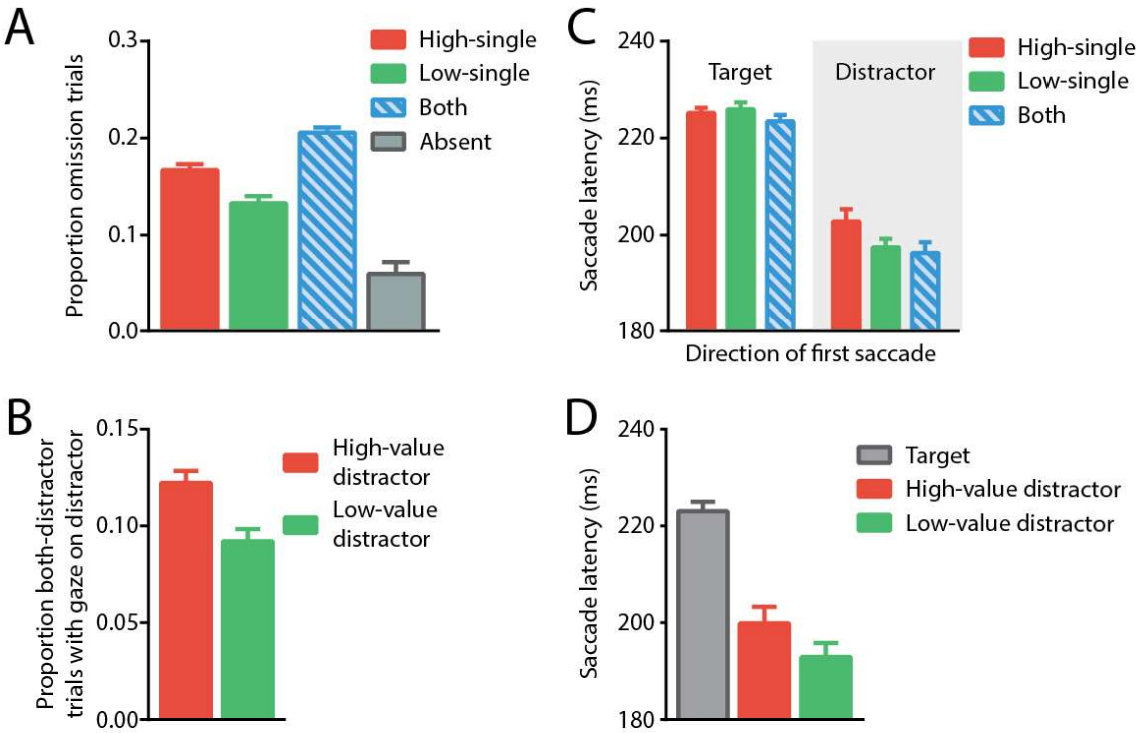 A
0.3
0.2
0.1
0.0
Proportion omission trials
High-single
Low-single
Both
Absent
C
240
220
200
180
Saccade latency (ms)
Target
Distractor
Direction of first saccade
High-single
Low-single
Both
B
0.15
0.10
0.05
0.00
Proportion both-distractor
trials with gaze on distractor
High-value
distractor
Low-value
distractor
D
240
220
200
180
Saccade latency (ms)
Target
High-value distractor
Low-value distractor